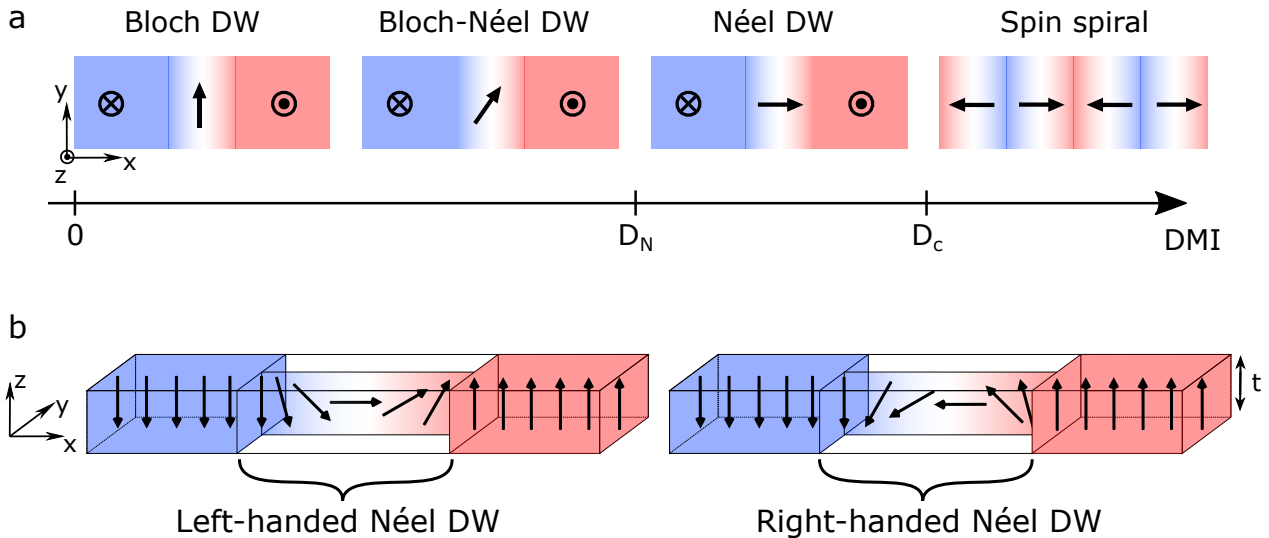 a
Bloch DW
Bloch-Néel DW
Néel DW
Spin spiral
y
x
z
0
D_N
D_c
DMI
b
z
y
x
t
Left-handed Néel DW
Right-handed Néel DW